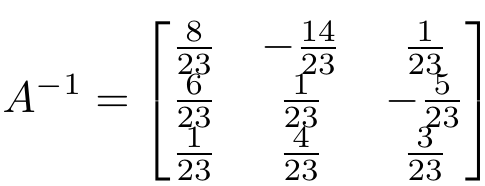 A^{-1} = \begin{bmatrix} \frac{8}{23} & -\frac{14}{23} & \frac{1}{23} \\ \frac{6}{23} & \frac{1}{23} & -\frac{5}{23} \\ \frac{1}{23} & \frac{4}{23} & \frac{3}{23} \end{bmatrix}